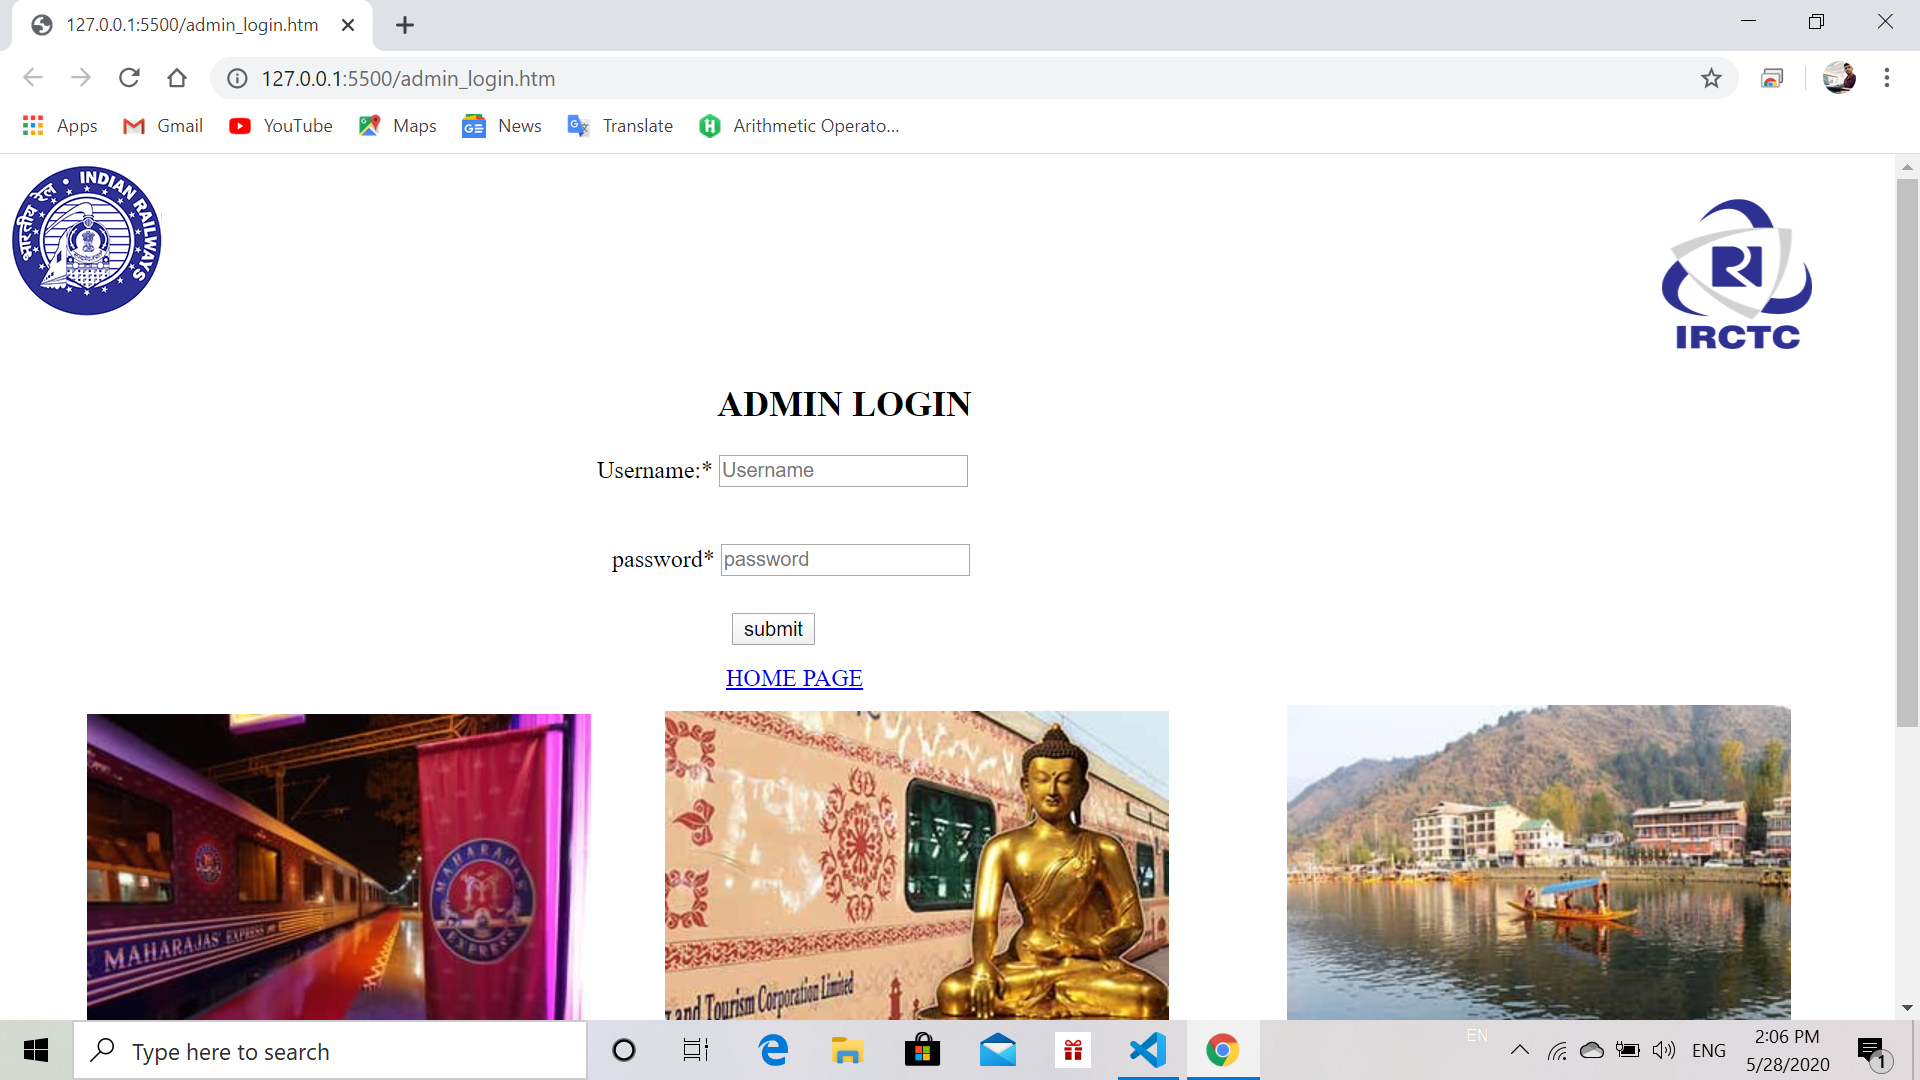 127.0.0.1:5500/admin_login.htm
127.0.0.1:5500/admin_login.htm
Apps Gmail YouTube Maps News Translate Arithmetic Operato...
भारतीय रेल • INDIAN RAILWAYS
IRCTC
ADMIN LOGIN
Username:* Username
password* password
submit
HOME PAGE
MAHARAJAS' EXPRESS
MAHARAJAS EXPRESS
and Tourism Corporation Limited
Type here to search
EN
ENG
2:06 PM
5/28/2020
1